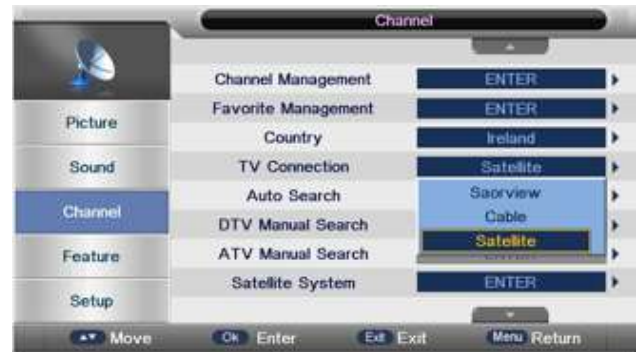 Channel
Channel Management ENTER
Favorite Management ENTER
Picture
Country Ireland
Sound
TV Connection Satellite
Auto Search Saorview
Channel
Cable
DTV Manual Search
Satellite
Feature
ATV Manual Search
Satellite System ENTER
Setup
Move OK Enter Exit Exit Menu Return